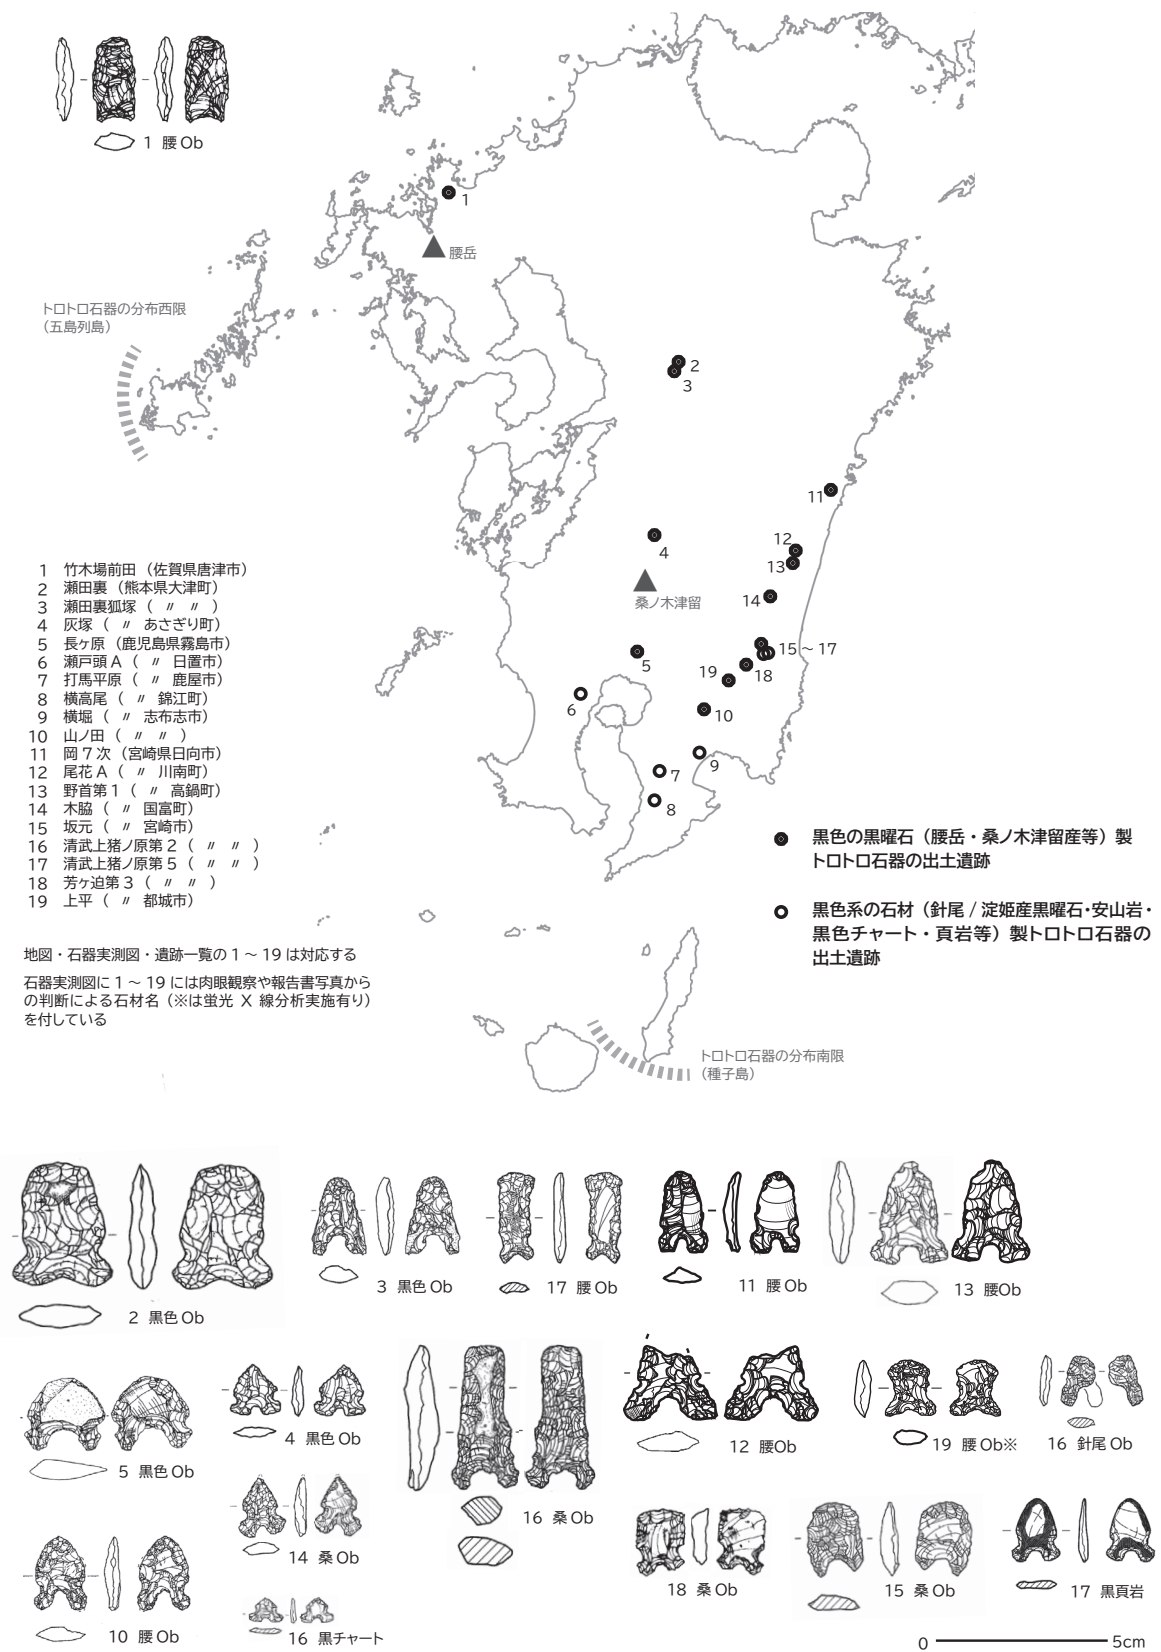 1 腰 Ob
1
腰岳
トロトロ石器の分布西限
（五島列島）
2
3
11
12
13
4
桑ノ木津留
14
15 ～ 17
5
18
19
6
10
9
7
8
1 竹木場前田（佐賀県唐津市）
2 瀬田裏（熊本県大津町）
3 瀬田裏狐塚（ 〃 〃 ）
4 灰塚（ 〃 あさぎり町）
5 長ヶ原（鹿児島県霧島市）
6 瀬戸頭 A（ 〃 日置市）
7 打馬平原（ 〃 鹿屋市）
8 横高尾（ 〃 錦江町）
9 横堀（ 〃 志布志市）
10 山ノ田（ 〃 〃 ）
11 岡 7 次（宮崎県日向市）
12 尾花 A（ 〃 川南町）
13 野首第 1（ 〃 高鍋町）
14 木脇（ 〃 国富町）
15 坂元（ 〃 宮崎市）
16 清武上猪ノ原第 2（ 〃 〃 ）
17 清武上猪ノ原第 5（ 〃 〃 ）
18 芳ヶ迫第 3（ 〃 〃 ）
19 上平（ 〃 都城市）
地図・石器実測図・遺跡一覧の 1 ～ 19 は対応する
石器実測図に 1 ～ 19 には肉眼観察や報告書写真から
の判断による石材名（※は蛍光 X 線分析実施有り）
を付している
黒色の黒曜石（腰岳・桑ノ木津留産等）製
トロトロ石器の出土遺跡
黒色系の石材（針尾 / 淀姫産黒曜石・安山岩・
黒色チャート・頁岩等）製トロトロ石器の
出土遺跡
トロトロ石器の分布南限
（種子島）
2 黒色 Ob
3 黒色 Ob
17 腰 Ob
11 腰 Ob
13 腰Ob
5 黒色 Ob
4 黒色 Ob
16 桑 Ob
12 腰Ob
19 腰 Ob※
16 針尾 Ob
14 桑 Ob
10 腰 Ob
16 黒チャート
18 桑 Ob
15 桑 Ob
17 黒頁岩
0 5cm